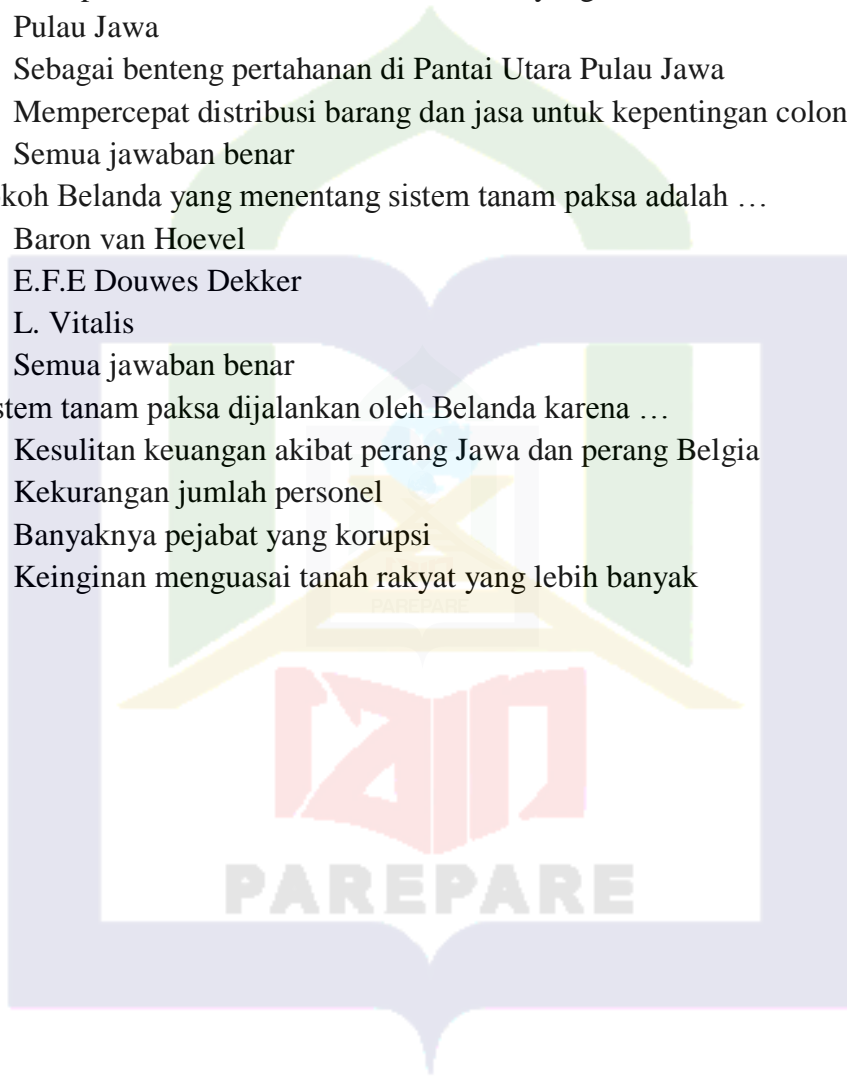 Pulau Jawa
Sebagai benteng pertahanan di Pantai Utara Pulau Jawa
Mempercepat distribusi barang dan jasa untuk kepentingan colon
Semua jawaban benar
okoh Belanda yang menentang sistem tanam paksa adalah …
Baron van Hoevel
E.F.E Douwes Dekker
L. Vitalis
Semua jawaban benar
stem tanam paksa dijalankan oleh Belanda karena …
Kesulitan keuangan akibat perang Jawa dan perang Belgia
Kekurangan jumlah personel
Banyaknya pejabat yang korupsi
Keinginan menguasai tanah rakyat yang lebih banyak
PAREPARE
iain
PAREPARE